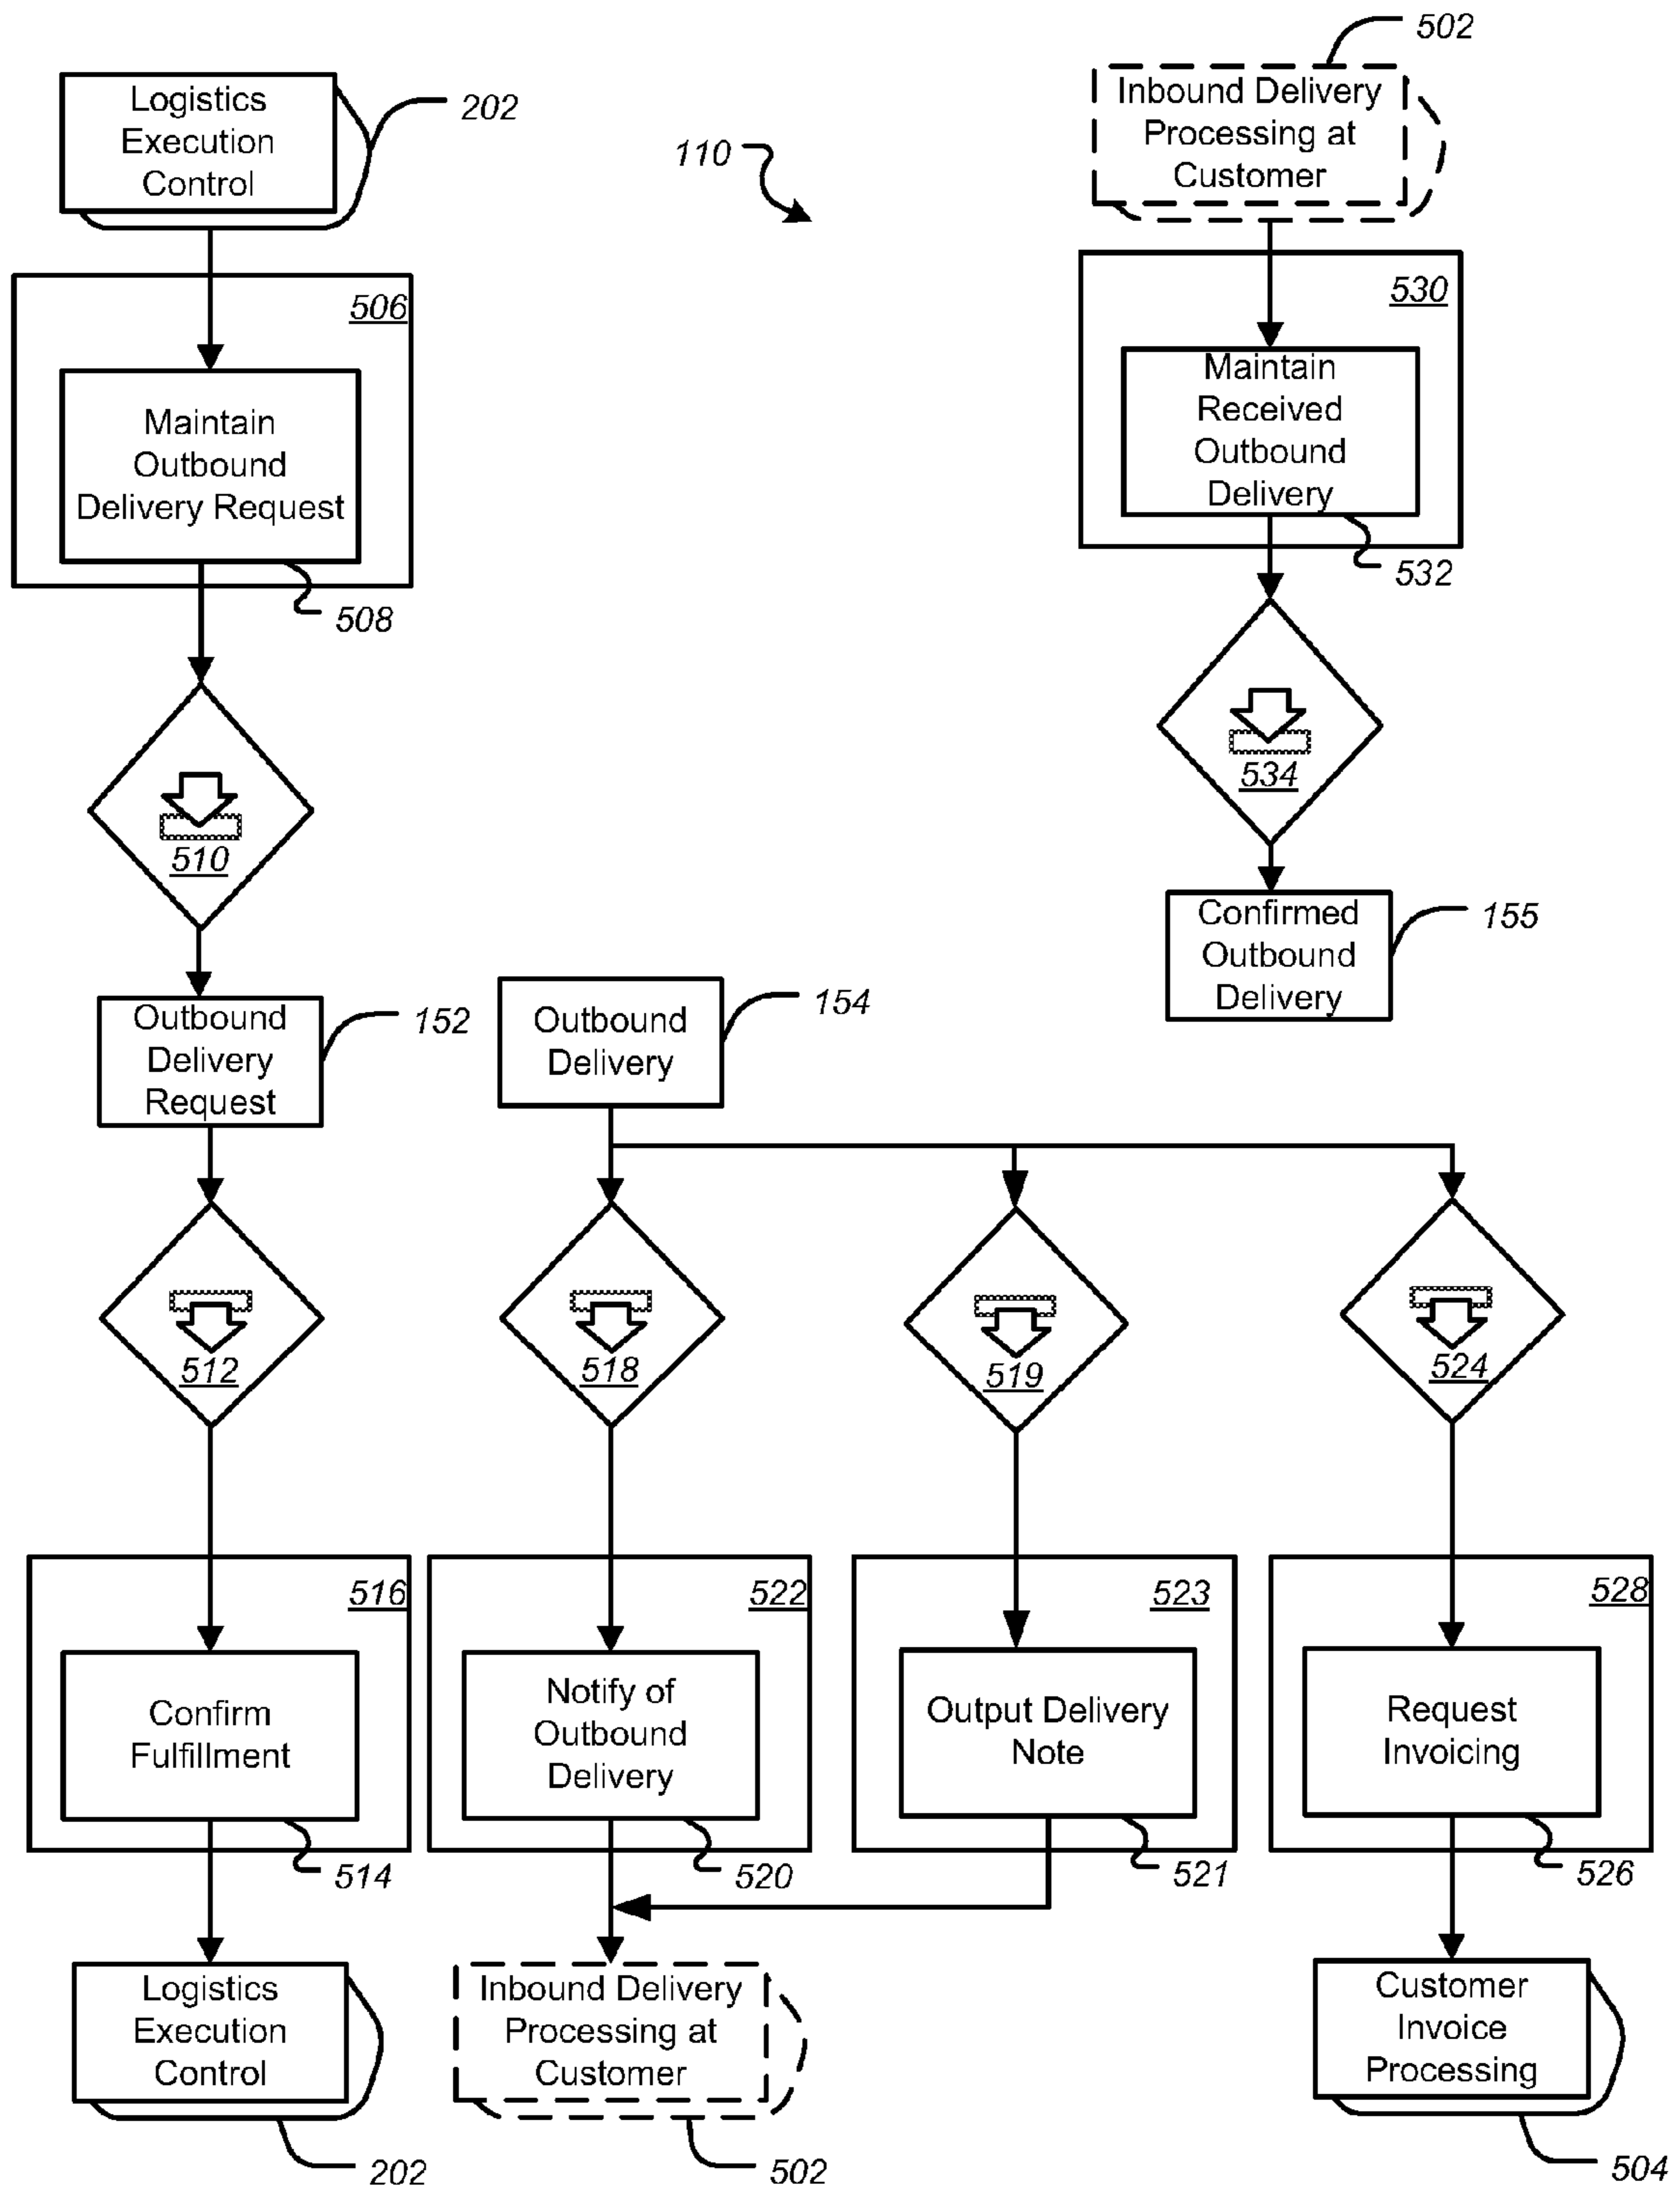 502
Logistics
Execution
Control
202
110
Inbound Delivery
Processing at
Customer
506
Maintain
Outbound
Delivery Request
508
530
Maintain
Received
Outbound
Delivery
532
510
534
Confirmed
Outbound
Delivery
155
Outbound
Delivery
Request
152
Outbound
Delivery
154
512
518
519
524
516
Confirm
Fulfillment
514
522
Notify of
Outbound
Delivery
520
523
Output Delivery
Note
521
528
Request
Invoicing
526
Logistics
Execution
Control
202
Inbound Delivery
Processing at
Customer
502
Customer
Invoice
Processing
504